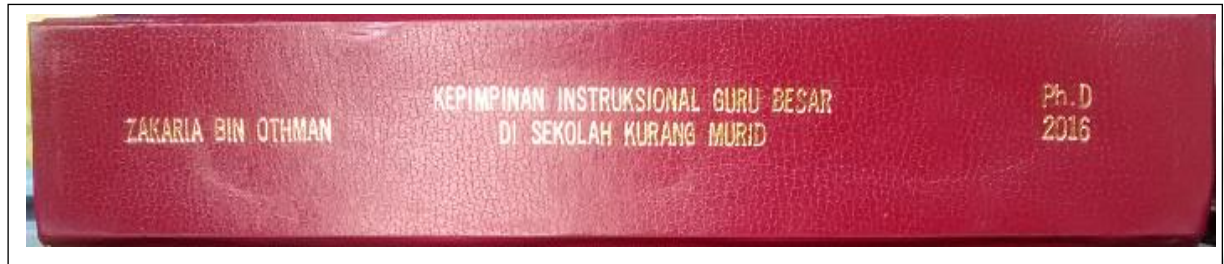 ZAKARIA BIN OTHMAN
KEPIMPINAN INSTRUKSIONAL GURU BESAR
DI SEKOLAH KURANG MURID
Ph.D
2016